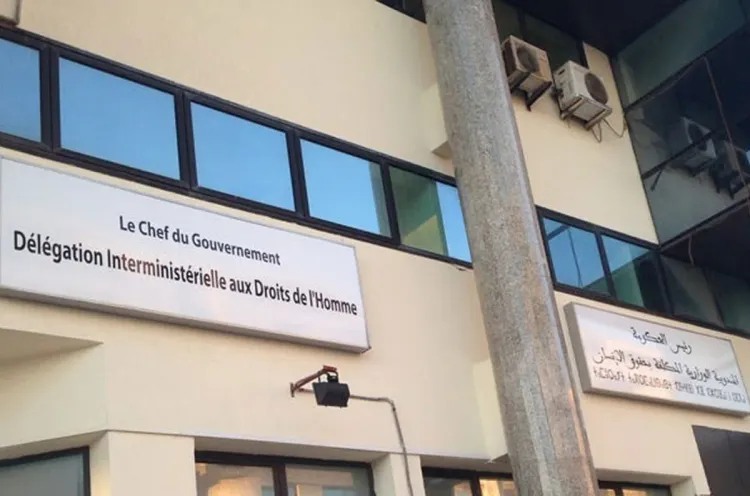 Le Chef du Gouvernement
Délégation Interministérielle aux Droits de l'Homme
رئيس الحكومة
المندوبية الوزارية المكلفة بحقوق الإنسان